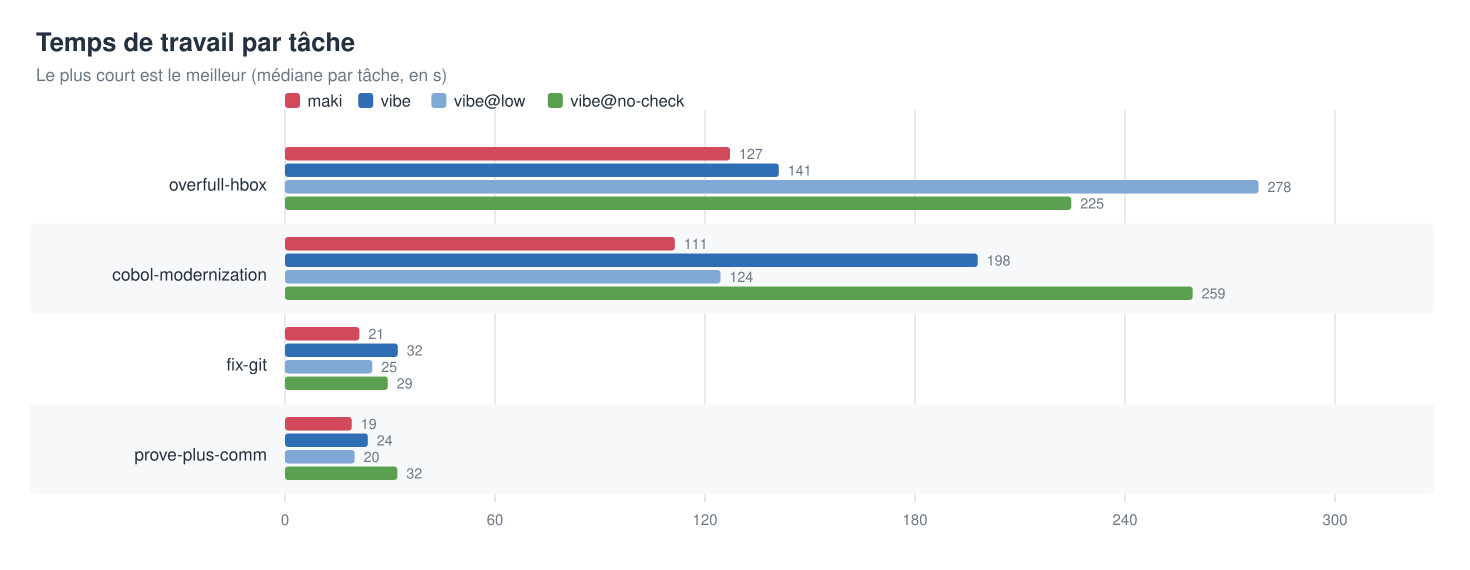 Temps de travail par tâche
Le plus court est le meilleur (médiane par tâche, en s)
maki vibe vibe@low vibe@no-check
127
141
overfull-hbox
278
225
111
198
cobol-modernization
124
259
21
32
fix-git
25
29
19
24
prove-plus-comm
20
32
0 60 120 180 240 300